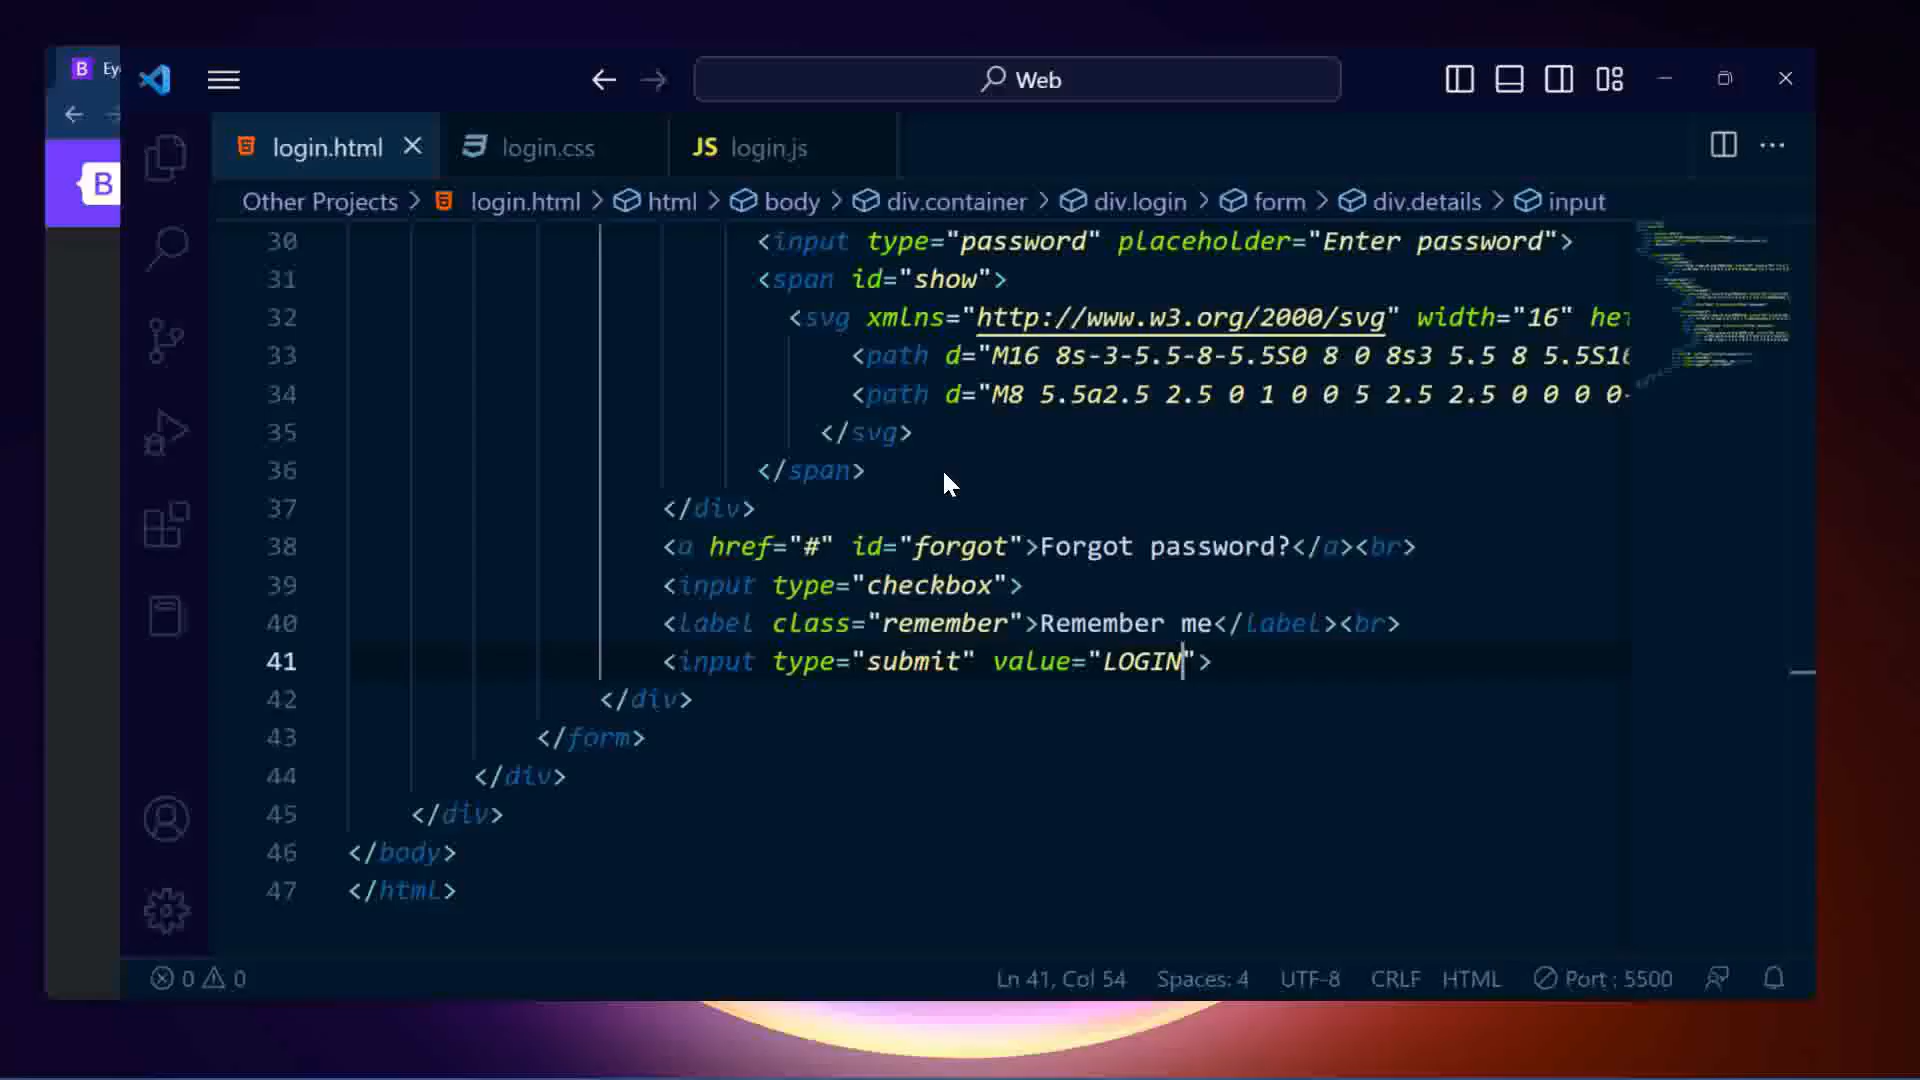 B Ey
Web
B
login.html
login.css
JS login.js
Other Projects > login.html > html > body > div.container > div.login > form > div.details > input
30 <input type="password" placeholder="Enter password">
31 <span id="show">
32 <svg xmlns="http://www.w3.org/2000/svg" width="16" he
33 <path d="M16 8s-3-5.5-8-5.5S0 8 0 8s3 5.5 8 5.5S16
34 <path d="M8 5.5a2.5 2.5 0 1 0 0 5 2.5 2.5 0 0 0 0-
35 </svg>
36 </span>
37 </div>
38 <a href="#" id="forgot">Forgot password?</a><br>
39 <input type="checkbox">
40 <label class="remember">Remember me</label><br>
41 <input type="submit" value="LOGIN">
42 </div>
43 </form>
44 </div>
45 </div>
46 </body>
47 </html>
0 0
Ln 41, Col 54 Spaces: 4 UTF-8 CRLF HTML Port : 5500